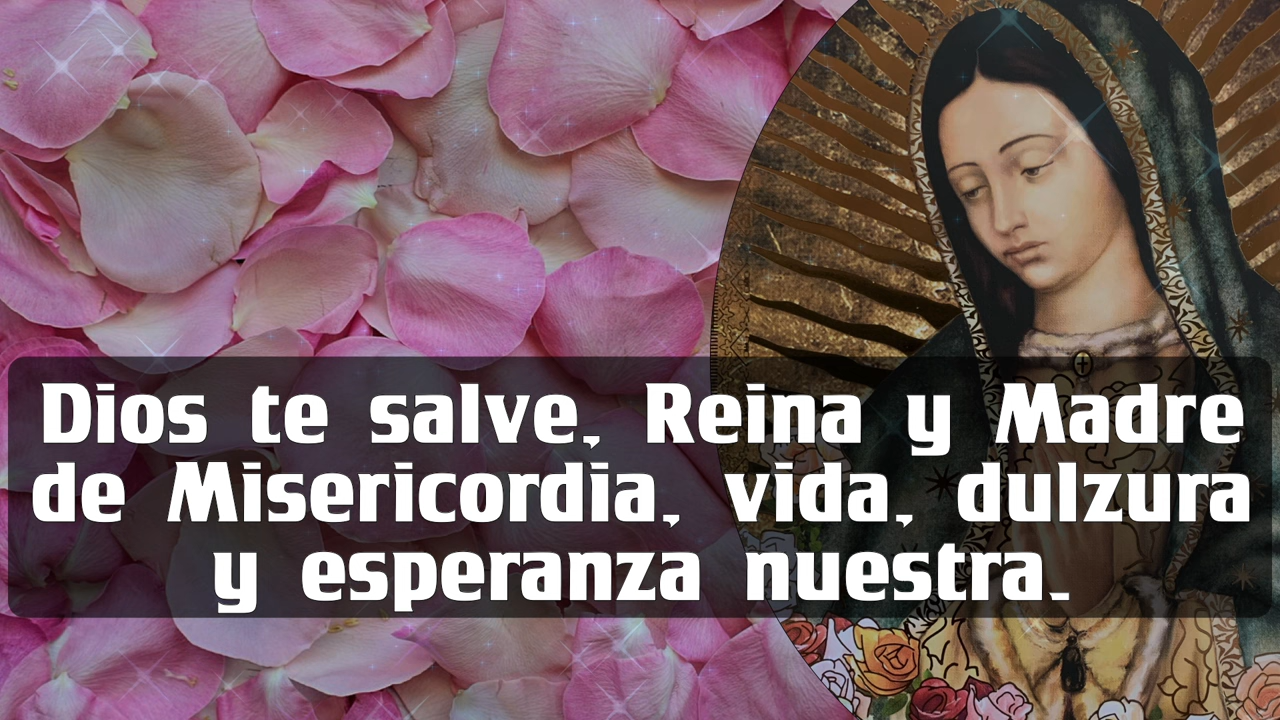 Dios te salve, Reina y Madre
de Misericordia, vida, dulzura
y esperanza nuestra.